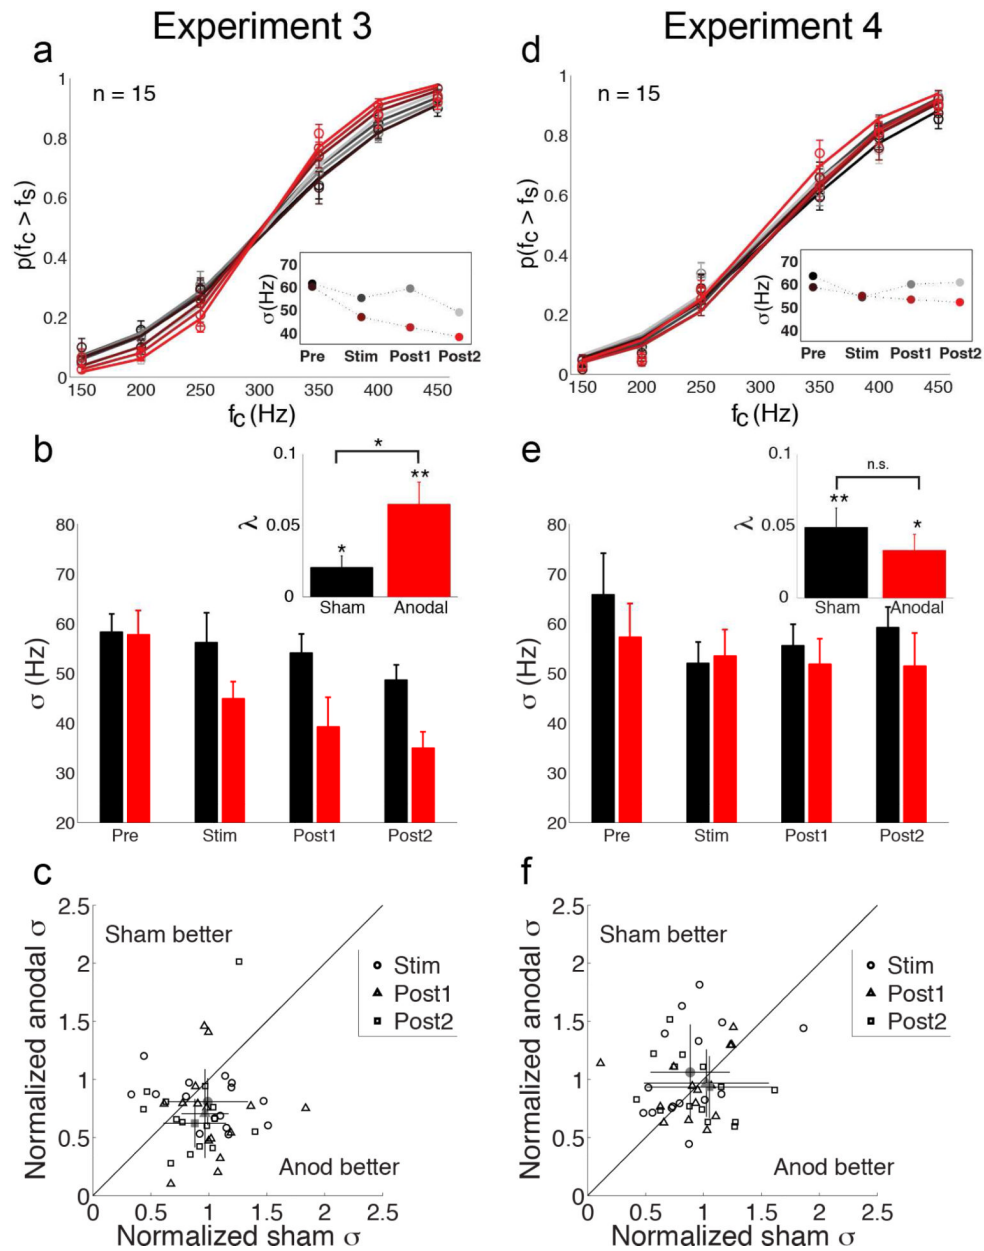 Experiment 3
Experiment 4
a
n = 15
p(fc > fs)
1
0.8
0.6
0.4
0.2
0
150 200 250 300 350 400 450
fc (Hz)
σ(Hz)
70
60
50
40
Pre Stim Post1 Post2
d
n = 15
p(fc > fs)
1
0.8
0.6
0.4
0.2
0
150 200 250 300 350 400 450
fc (Hz)
σ(Hz)
70
60
50
40
Pre Stim Post1 Post2
b
σ (Hz)
80
70
60
50
40
30
20
Pre Stim Post1 Post2
λ
0.1
0.05
0
*
*
**
Sham Anodal
e
σ (Hz)
80
70
60
50
40
30
20
Pre Stim Post1 Post2
λ
0.1
0.05
0
n.s.
**
*
Sham Anodal
c
Normalized anodal σ
2.5
2
1.5
1
0.5
0
Sham better
Stim
Post1
Post2
Anod better
0 0.5 1 1.5 2 2.5
Normalized sham σ
f
Normalized anodal σ
2.5
2
1.5
1
0.5
0
Sham better
Stim
Post1
Post2
Anod better
0 0.5 1 1.5 2 2.5
Normalized sham σ